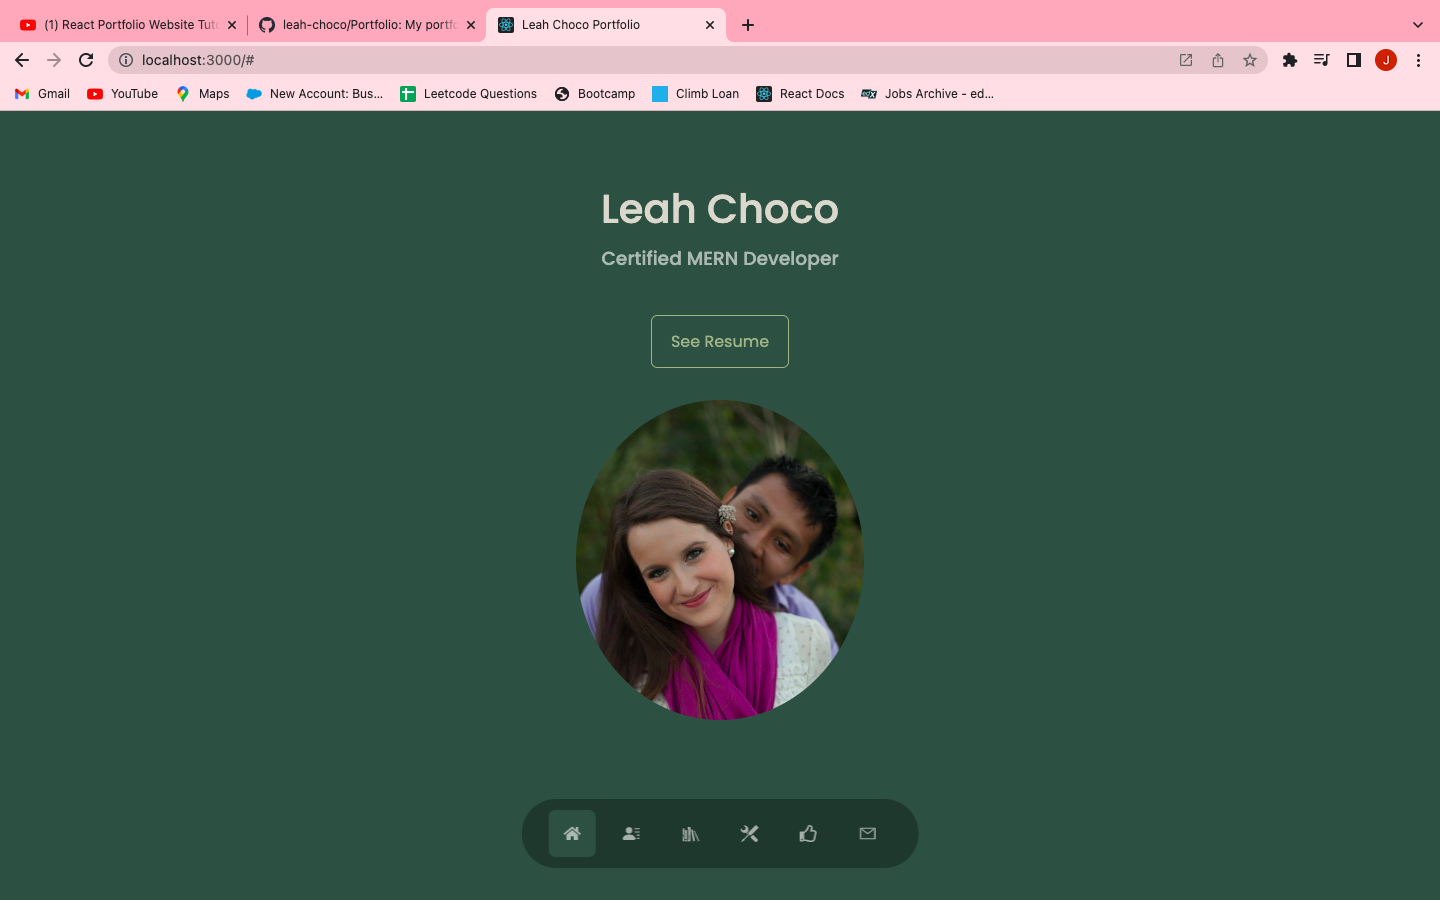 (1) React Portfolio Website Tut
leah-choco/Portfolio: My portf
Leah Choco Portfolio
localhost:3000/#
J
Gmail
YouTube
Maps
New Account: Bus...
Leetcode Questions
Bootcamp
Climb Loan
React Docs
Jobs Archive - ed...
Leah Choco
Certified MERN Developer
See Resume